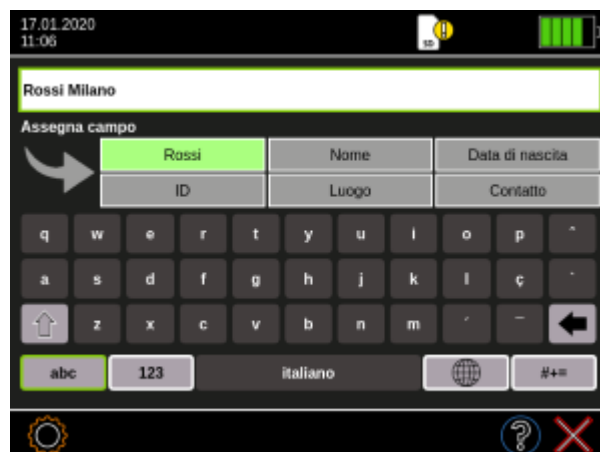 17.01.2020
11:06
SD
Rossi Milano
Assegna campo
Rossi Nome Data di nascita
ID Luogo Contatto
q w e r t y u i o p ^
a s d f g h j k l ç `
z x c v b n m ´ ¯
abc 123 italiano #+=
?